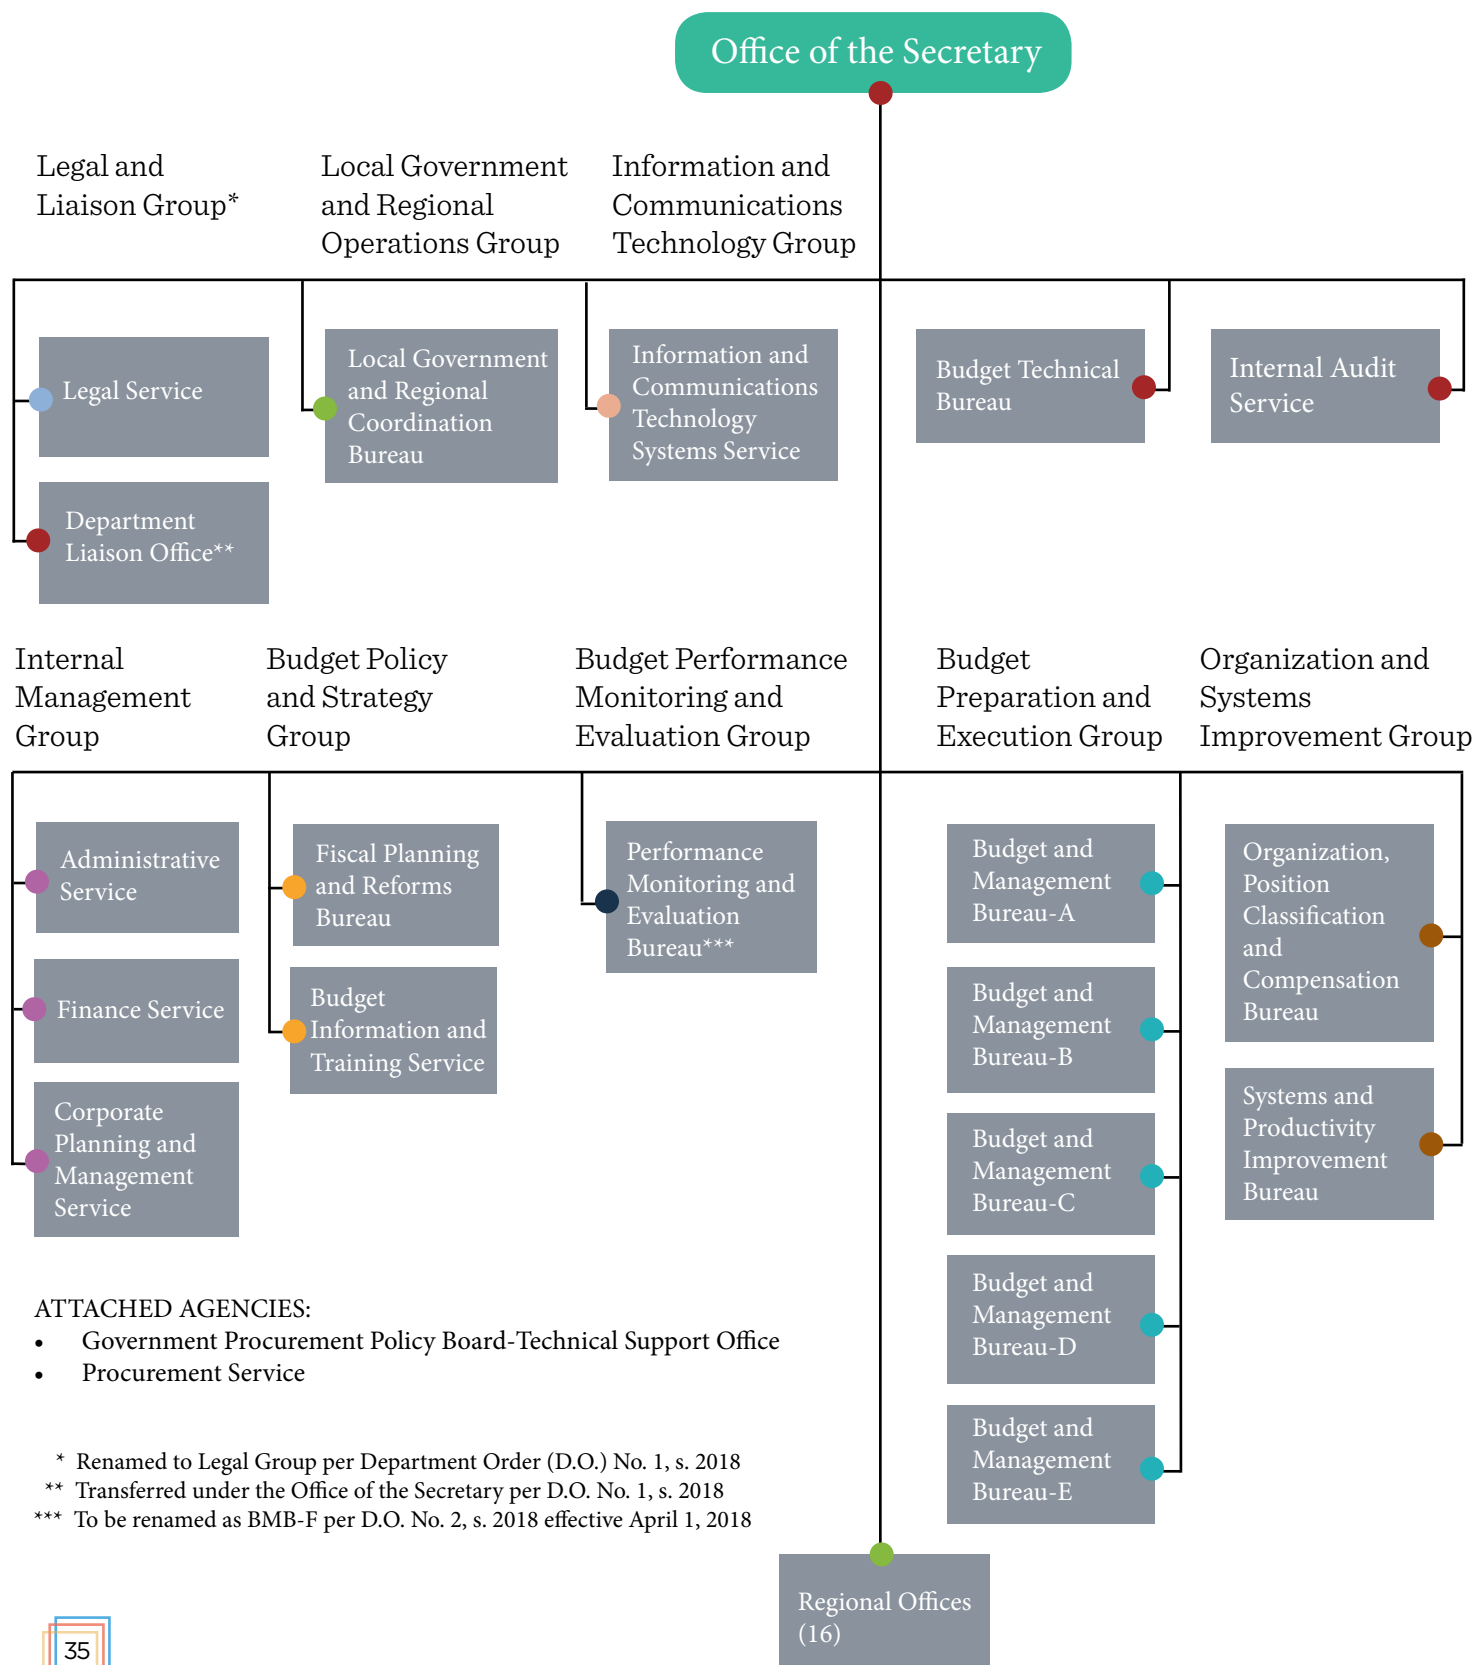 Office of the Secretary
Legal and
Liaison Group*
Local Government
and Regional
Operations Group
Information and
Communications
Technology Group
Legal Service
Department
Liaison Office**
Local Government
and Regional
Coordination
Bureau
Information and
Communications
Technology
Systems Service
Budget Technical
Bureau
Internal Audit
Service
Internal
Management
Group
Budget Policy
and Strategy
Group
Budget Performance
Monitoring and
Evaluation Group
Budget
Preparation and
Execution Group
Organization and
Systems
Improvement Group
Administrative
Service
Finance Service
Corporate
Planning and
Management
Service
Fiscal Planning
and Reforms
Bureau
Budget
Information and
Training Service
Performance
Monitoring and
Evaluation
Bureau***
Budget and
Management
Bureau-A
Budget and
Management
Bureau-B
Budget and
Management
Bureau-C
Budget and
Management
Bureau-D
Budget and
Management
Bureau-E
Organization,
Position
Classification
and
Compensation
Bureau
Systems and
Productivity
Improvement
Bureau
ATTACHED AGENCIES:
• Government Procurement Policy Board-Technical Support Office
• Procurement Service
* Renamed to Legal Group per Department Order (D.O.) No. 1, s. 2018
** Transferred under the Office of the Secretary per D.O. No. 1, s. 2018
*** To be renamed as BMB-F per D.O. No. 2, s. 2018 effective April 1, 2018
Regional Offices
(16)
35